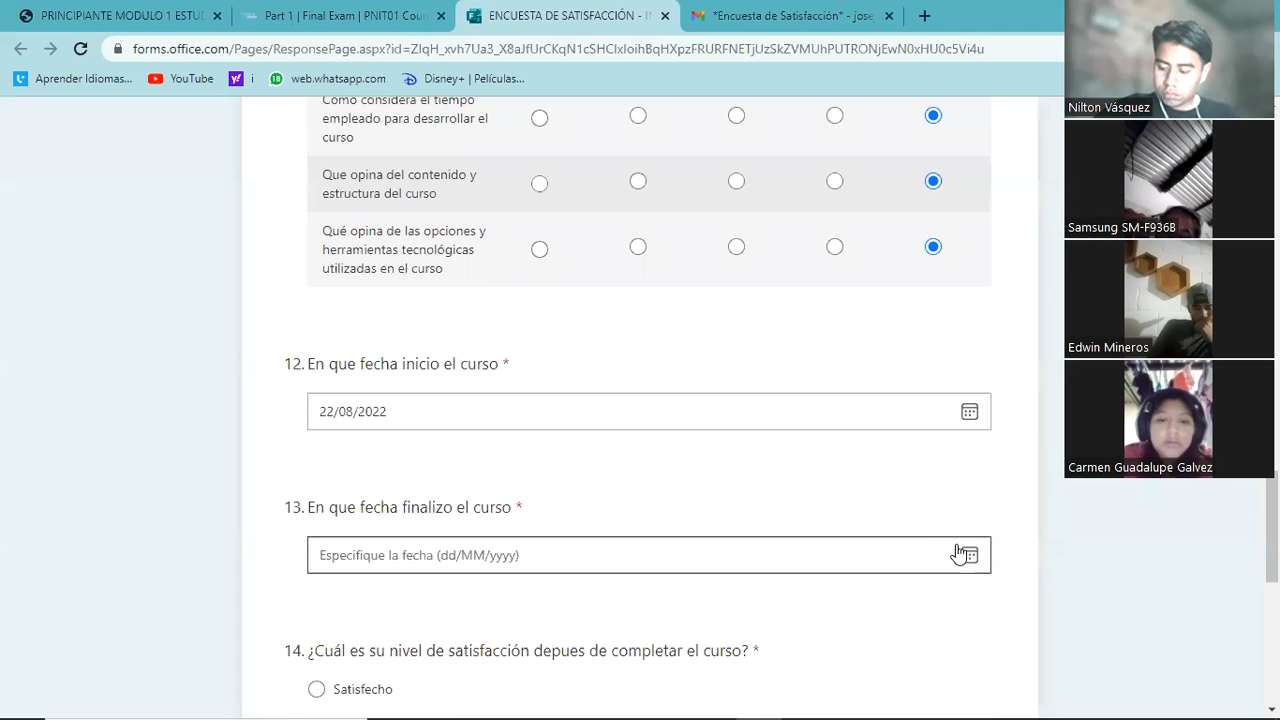 PRINCIPIANTE MODULO 1 ESTU
Part 1 | Final Exam | PNIT01 Cour
ENCUESTA DE SATISFACCIÓN - I
*Encuesta de Satisfacción* - jose
forms.office.com/Pages/ResponsePage.aspx?id=ZIqH_xvh7Ua3_X8aJfUrCKqN1cSHCIxIoihBqHXpzFRURFNETjUzSkZVMUhPUTRONjEwN0xHU0c5Vi4u
Aprender Idiomas...
YouTube
i
18
web.whatsapp.com
Disney+ | Películas...
Como considera el tiempo
empleado para desarrollar el
curso
Que opina del contenido y
estructura del curso
Qué opina de las opciones y
herramientas tecnológicas
utilizadas en el curso
12. En que fecha inicio el curso *
22/08/2022
13. En que fecha finalizo el curso *
Especifique la fecha (dd/MM/yyyy)
14. ¿Cuál es su nivel de satisfacción depues de completar el curso? *
Satisfecho
Nilton Vásquez
Samsung SM-F936B
Edwin Mineros
Carmen Guadalupe Galvez